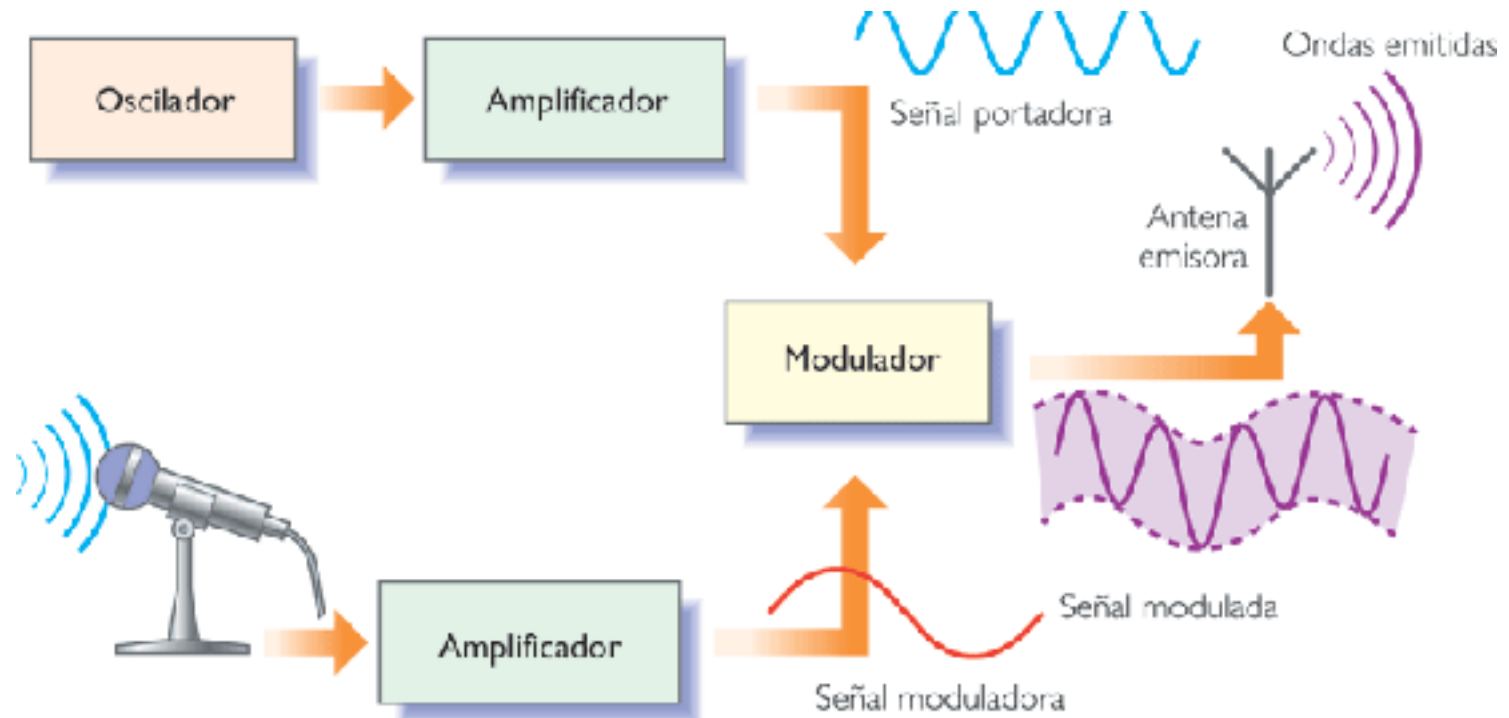 Oscilador
Amplificador
Señal portadora
Ondas emitidas
Antena
emisora
Modulador
Amplificador
Señal moduladora
Señal modulada